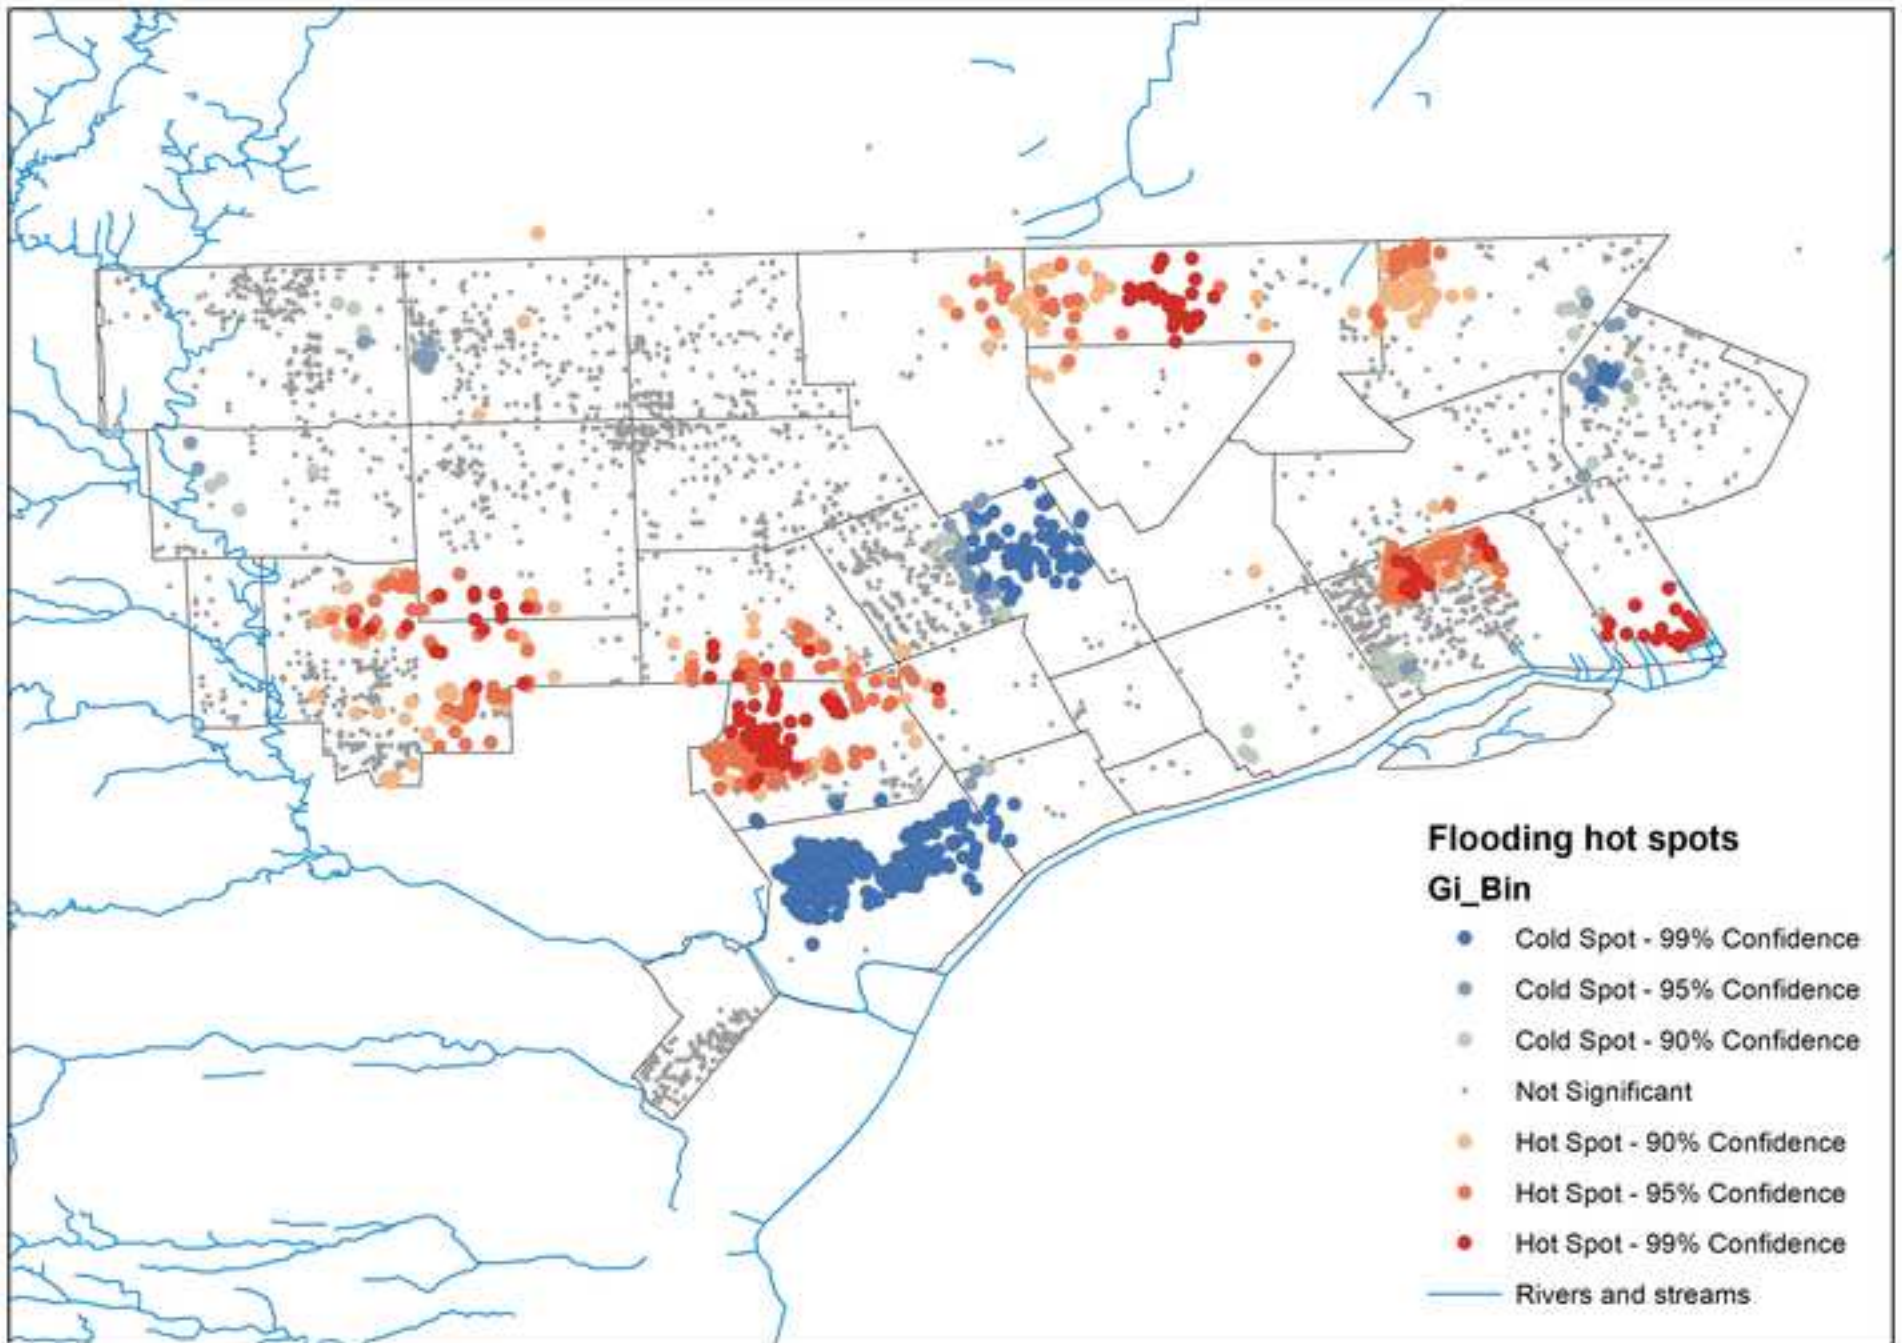 Flooding hot spots
Gi_Bin
Cold Spot - 99% Confidence
Cold Spot - 95% Confidence
Cold Spot - 90% Confidence
Not Significant
Hot Spot - 90% Confidence
Hot Spot - 95% Confidence
Hot Spot - 99% Confidence
Rivers and streams